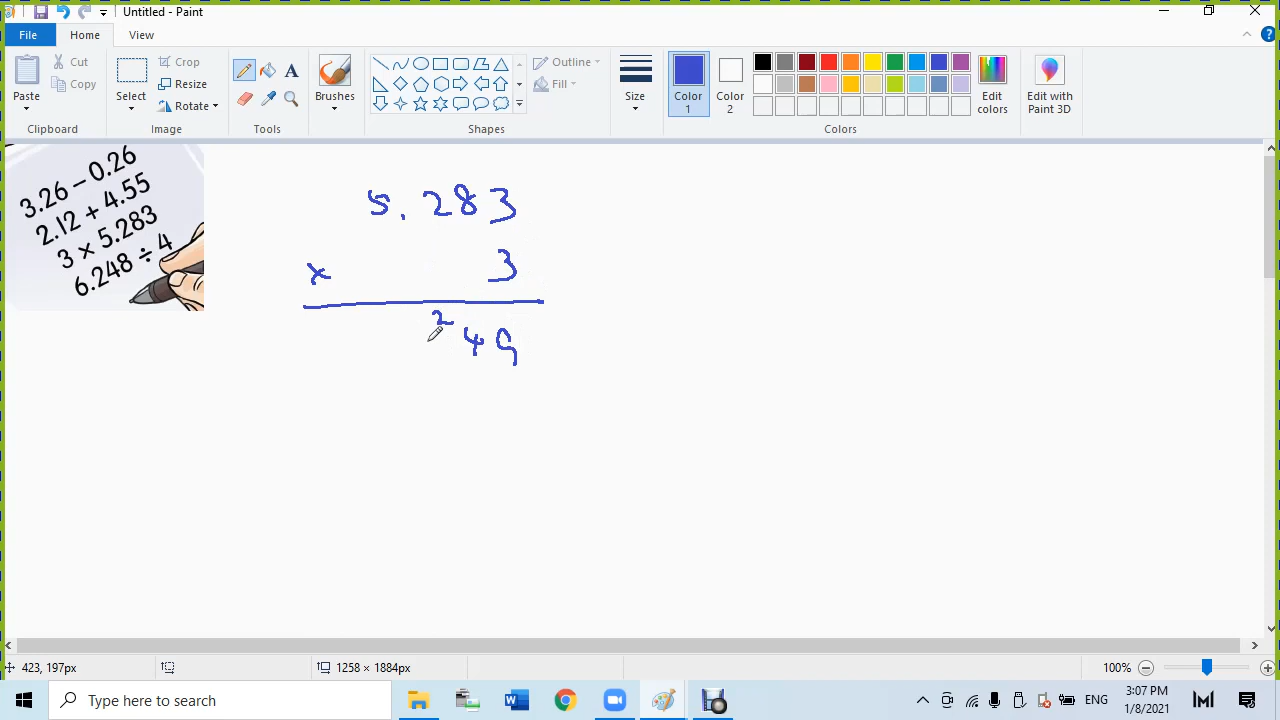 Untitled - Paint
File Home View
Paste Cut Copy Clipboard
Select Crop Resize Rotate Image
Tools
Brushes
Outline Fill Shapes
Size
Color 1 Color 2 Edit colors Colors
Edit with Paint 3D
3.26 – 0.26
2.12 + 4.55
3 × 5.283
6.248 ÷ 4
5.283
× 3
2
49
423, 197px 1258 × 1884px 100%
Type here to search ENG 3:07 PM
1/8/2021